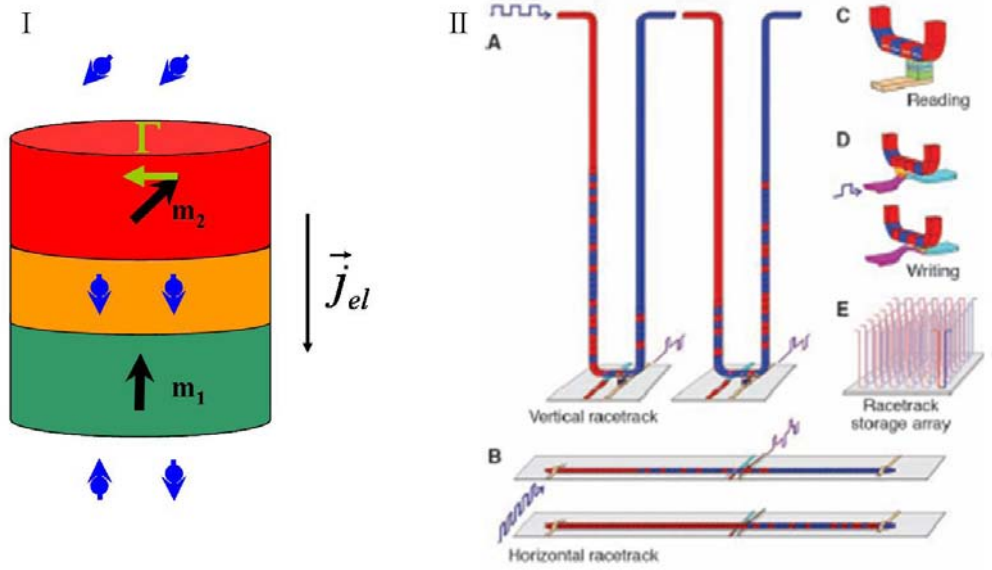 I
Γ
m2
m1
j⃗el
II
A
Vertical racetrack
B
Horizontal racetrack
C
Reading
D
Writing
E
Racetrack
storage array